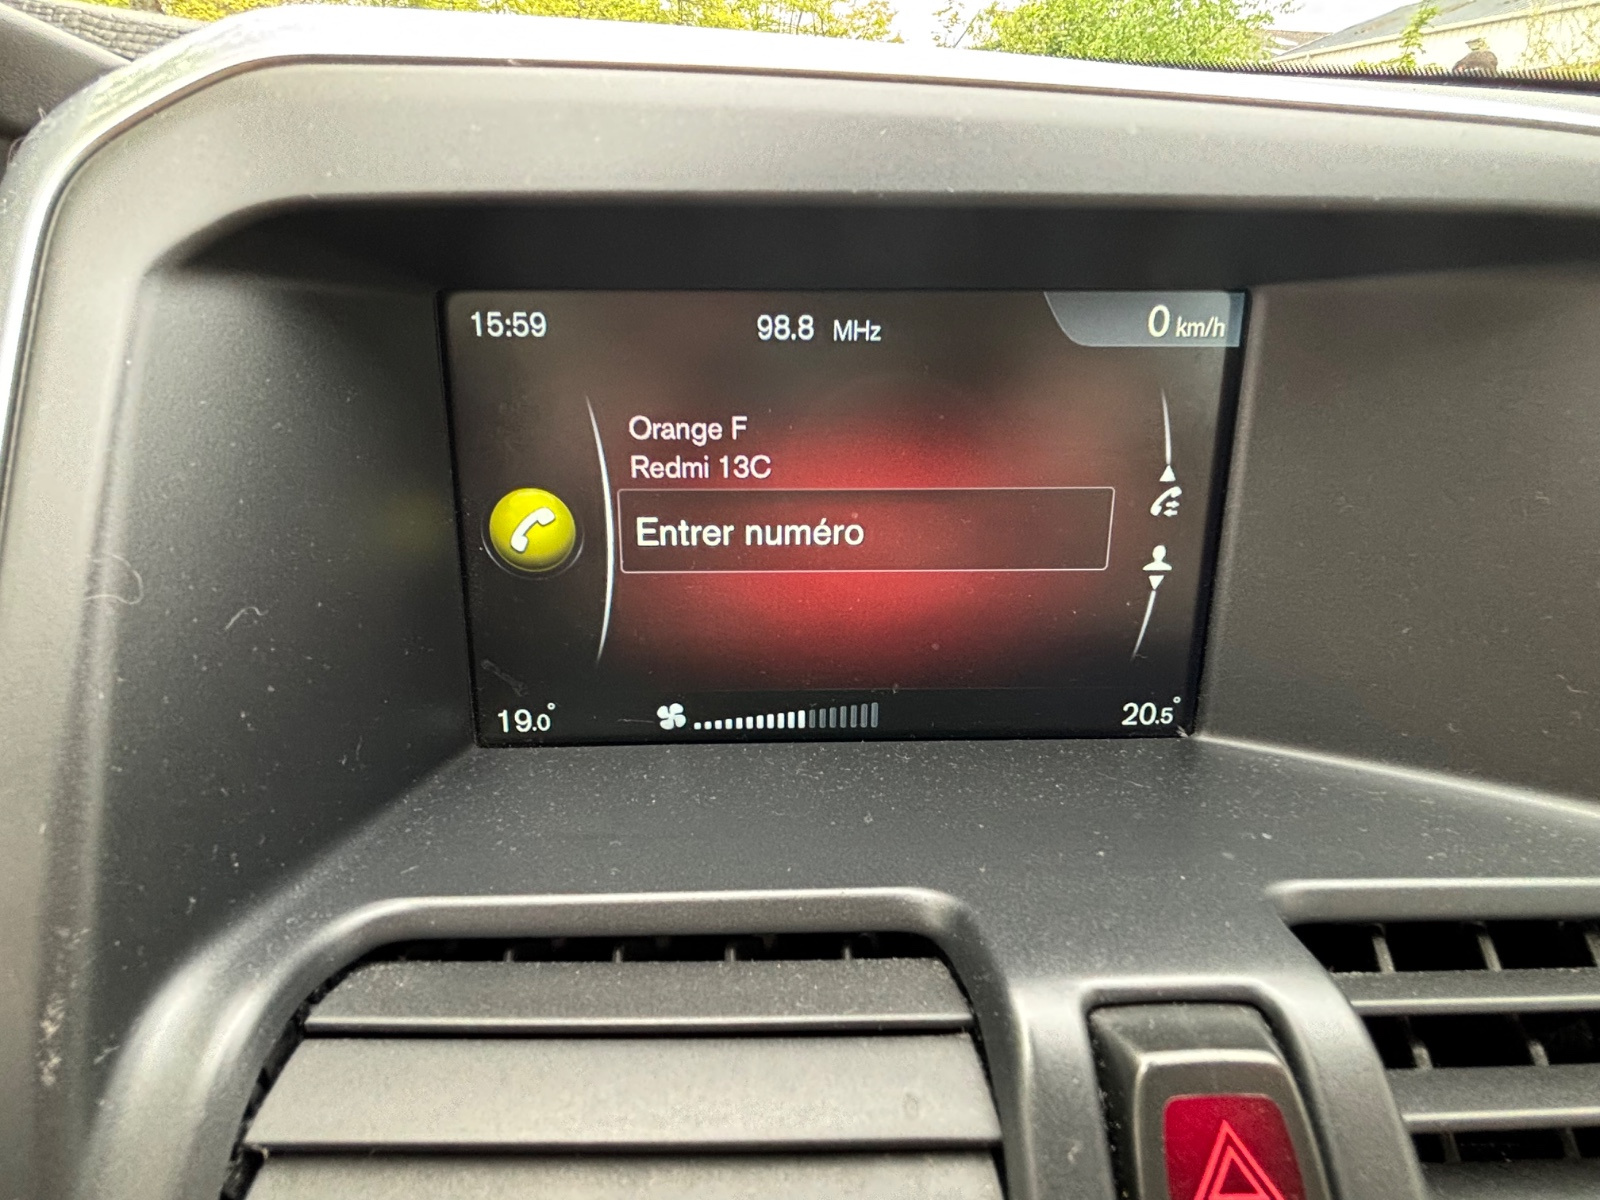 15:59 98.8 MHz 0 km/h
Orange F
Redmi 13C
Entrer numéro
19.0° 20.5°